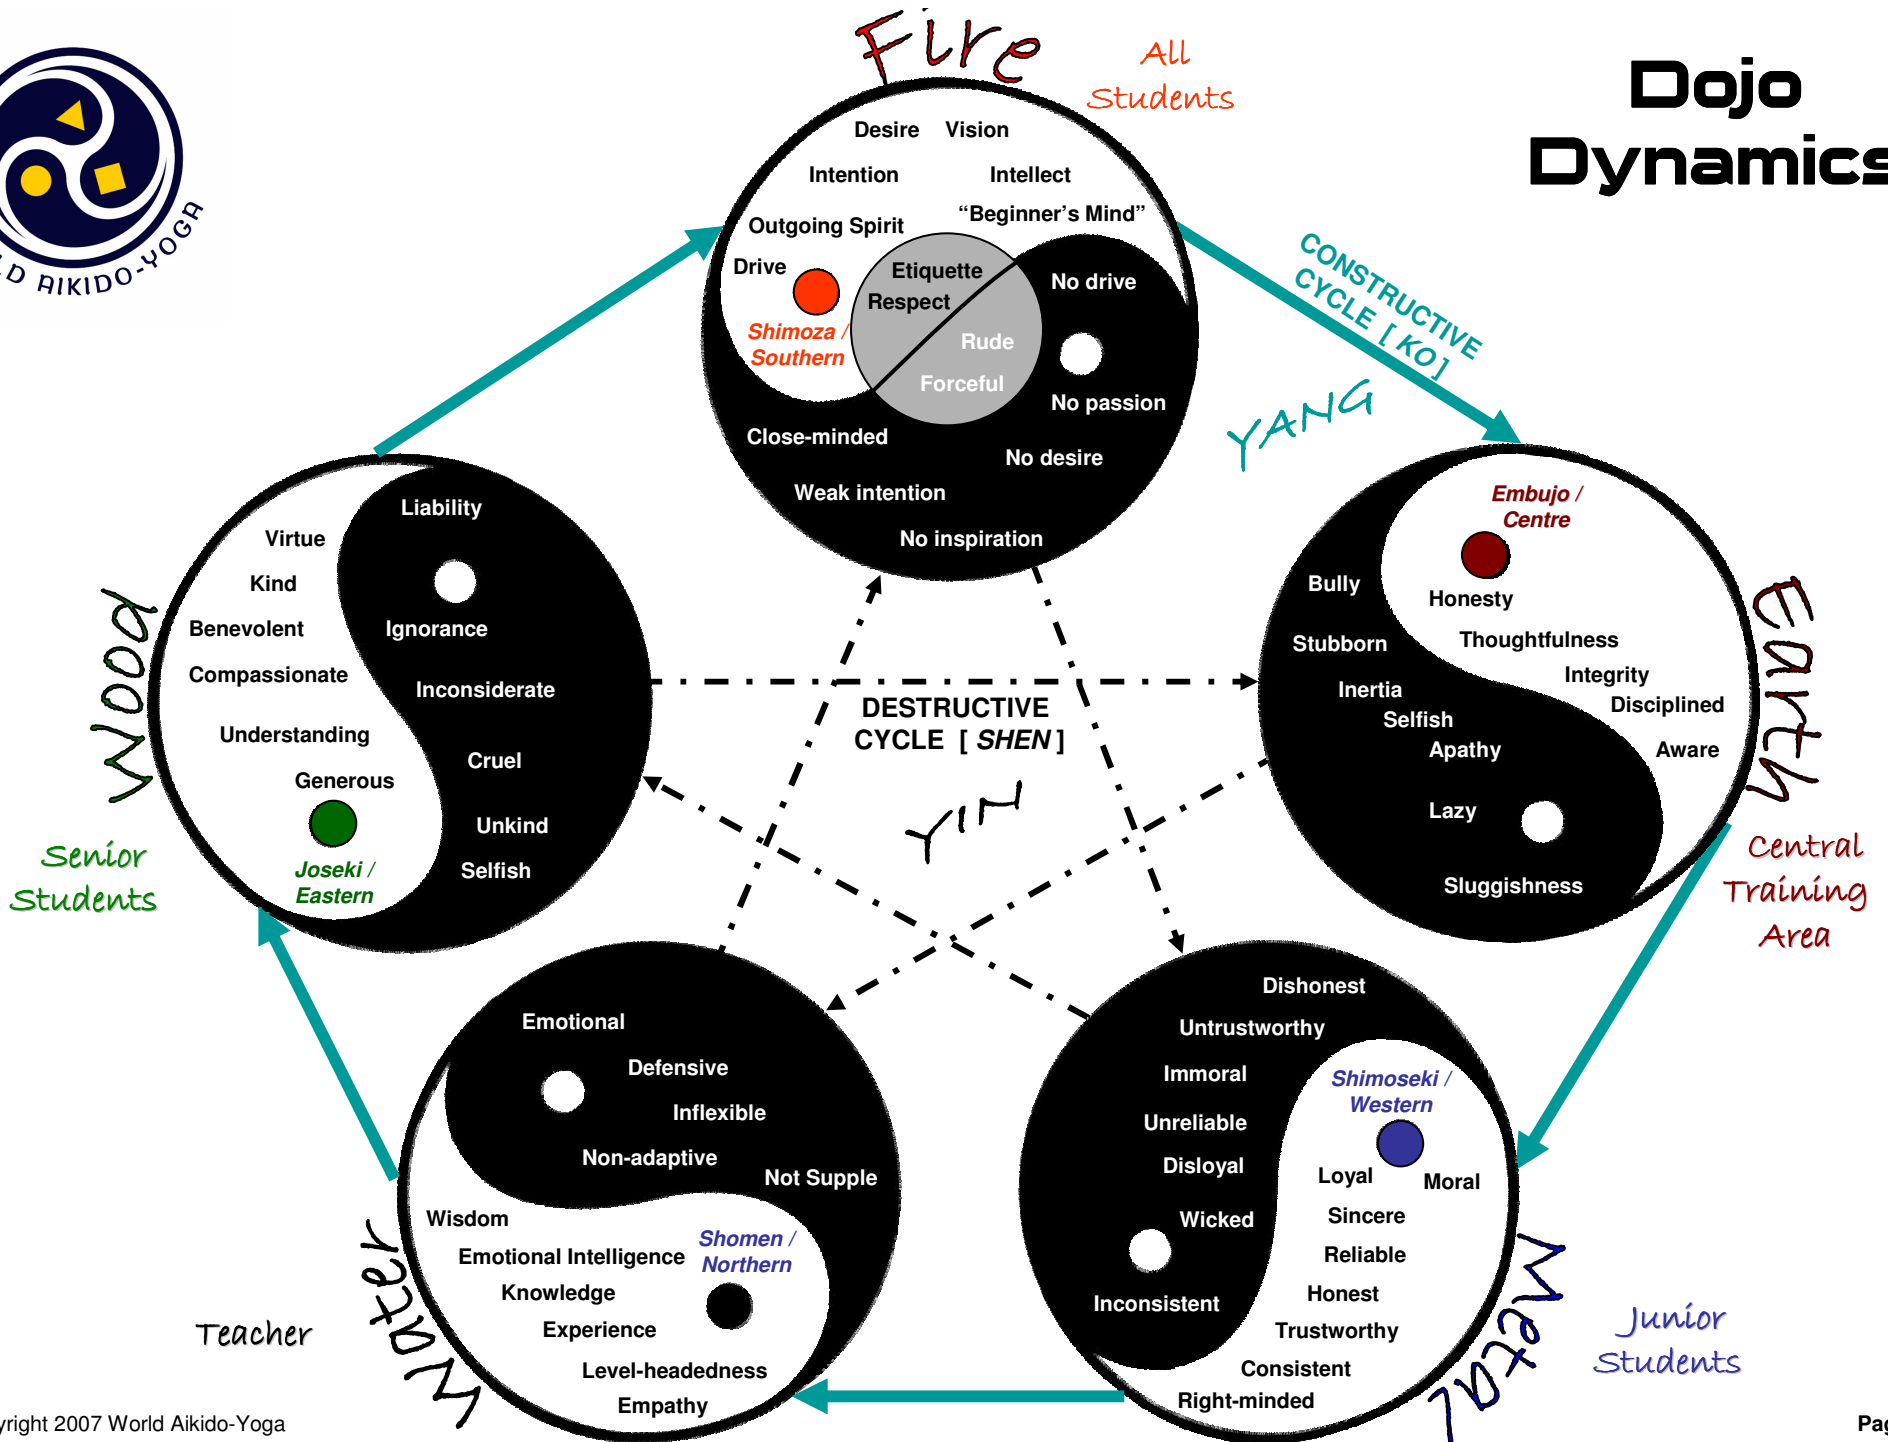 Fire
All
Students
Dojo
Dynamics
AIKIDO-YOGA
Desire Vision
Intention Intellect
Outgoing Spirit “Beginner’s Mind”
Drive
Shimoza /
Southern
Etiquette
Respect
Rude
Forceful
No drive
No passion
Close-minded
No desire
Weak intention
No inspiration
CONSTRUCTIVE
CYCLE [ KO ]
YANG
Wood
Senior
Students
Virtue
Kind
Benevolent
Compassionate
Understanding
Generous
Joseki /
Eastern
Liability
Ignorance
Inconsiderate
Cruel
Unkind
Selfish
DESTRUCTIVE
CYCLE [ SHEN ]
YIN
Earth
Central
Training
Area
Embujo /
Centre
Honesty
Thoughtfulness
Integrity
Disciplined
Aware
Bully
Stubborn
Inertia
Selfish
Apathy
Lazy
Sluggishness
Water
Teacher
Emotional
Defensive
Inflexible
Non-adaptive
Not Supple
Wisdom
Emotional Intelligence
Knowledge
Experience
Level-headedness
Empathy
Shomen /
Northern
Metal
Junior
Students
Dishonest
Untrustworthy
Immoral
Unreliable
Disloyal
Wicked
Inconsistent
Shimoseki /
Western
Loyal Moral
Sincere
Reliable
Honest
Trustworthy
Consistent
Right-minded
2007 World Aikido-Yoga